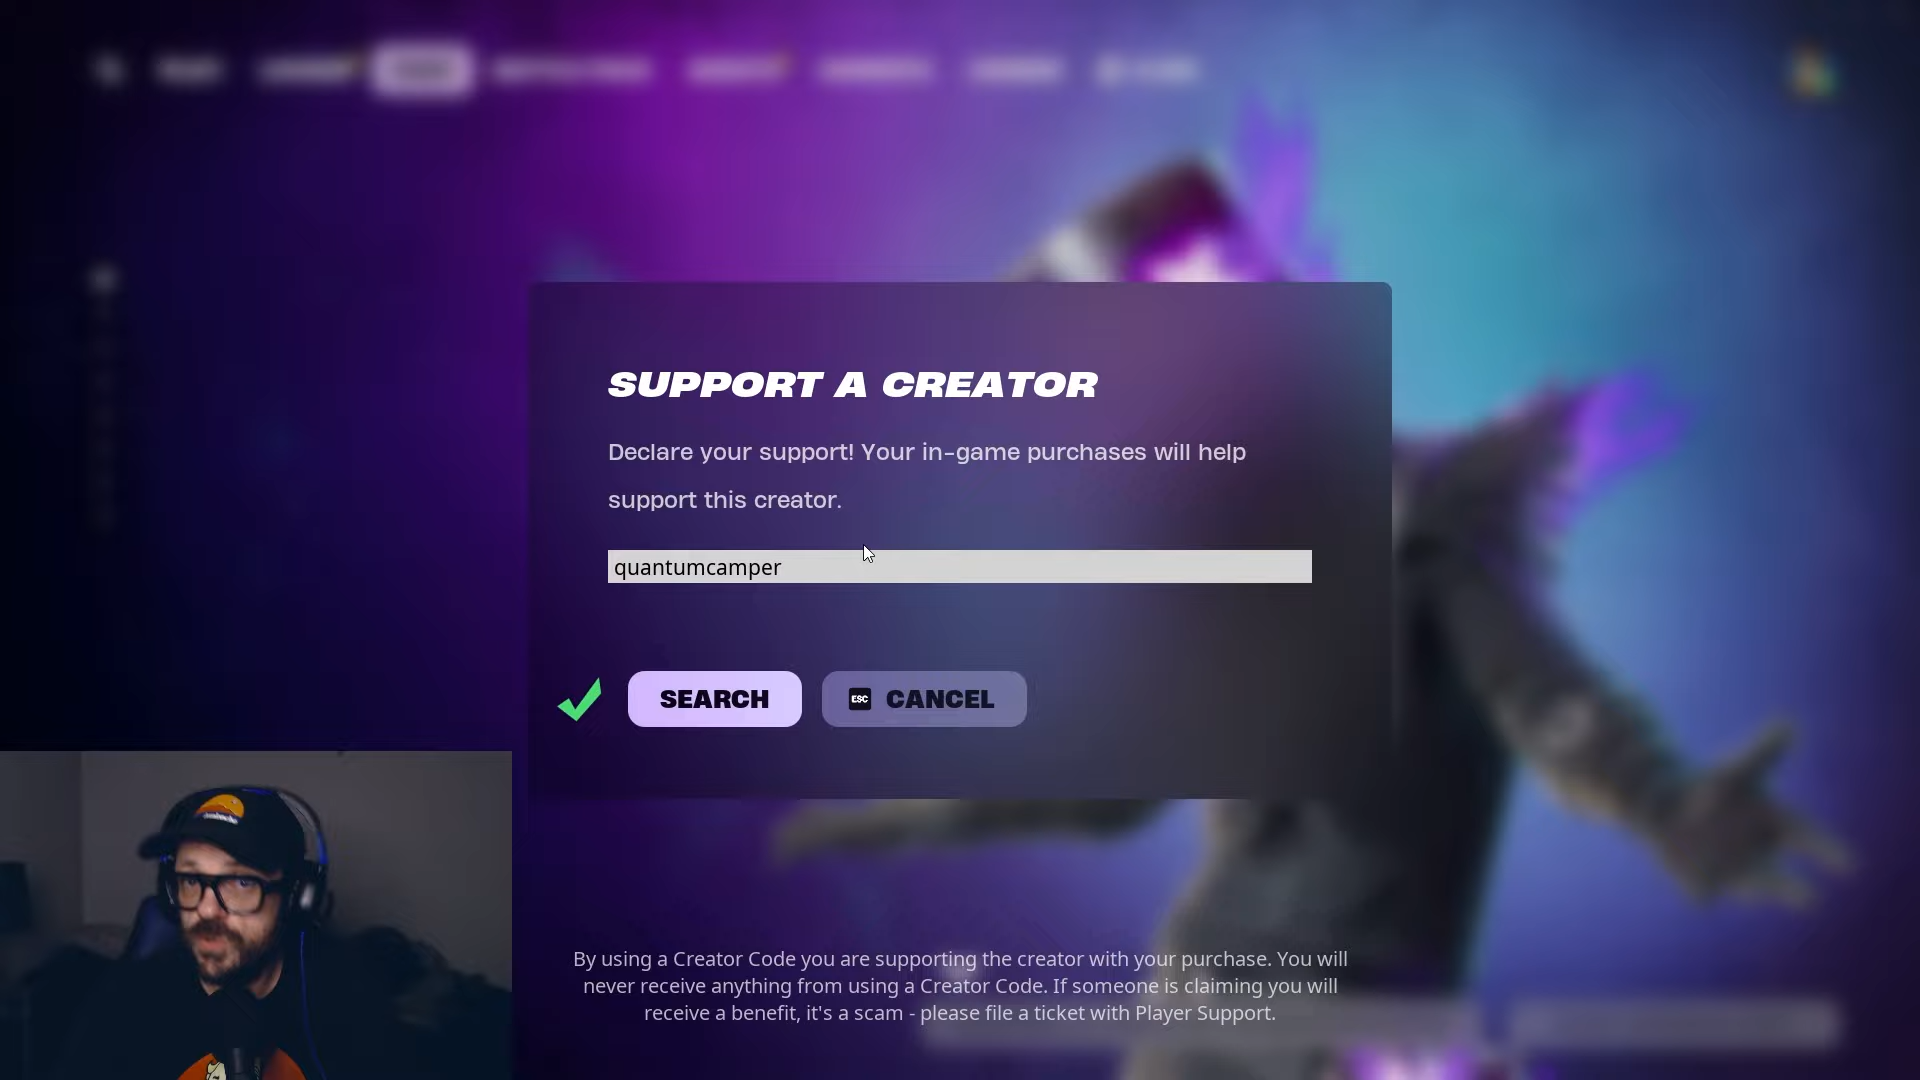 SUPPORT A CREATOR
Declare your support! Your in-game purchases will help
support this creator.
quantumcamper
SEARCH
ESC CANCEL
By using a Creator Code you are supporting the creator with your purchase. You will
never receive anything from using a Creator Code. If someone is claiming you will
receive a benefit, it's a scam - please file a ticket with Player Support.